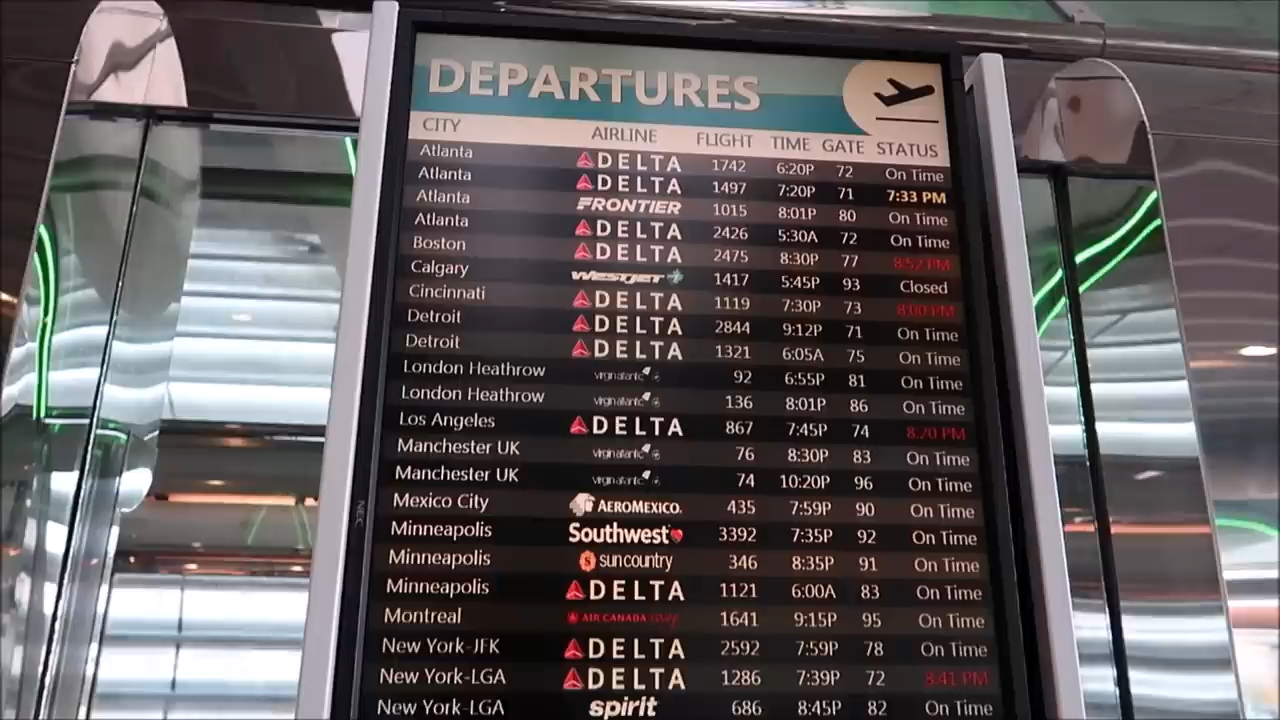 DEPARTURES
CITY AIRLINE FLIGHT TIME GATE STATUS
Atlanta DELTA 1742 6:20P 72 On Time
Atlanta DELTA 1497 7:20P 71 7:33 PM
Atlanta FRONTIER 1015 8:01P 80 On Time
Atlanta DELTA 2426 5:30A 72 On Time
Boston DELTA 2475 8:30P 77 8:52 PM
Calgary WESTJET 1417 5:45P 93 Closed
Cincinnati DELTA 1119 7:30P 73 8:00 PM
Detroit DELTA 2844 9:12P 71 On Time
Detroit DELTA 1321 6:05A 75 On Time
London Heathrow virgin atlantic 92 6:55P 81 On Time
London Heathrow virgin atlantic 136 8:01P 86 On Time
Los Angeles DELTA 867 7:45P 74 8:20 PM
Manchester UK virgin atlantic 76 8:30P 83 On Time
Manchester UK virgin atlantic 74 10:20P 96 On Time
Mexico City AEROMEXICO. 435 7:59P 90 On Time
Minneapolis Southwest 3392 7:35P 92 On Time
Minneapolis sun country 346 8:35P 91 On Time
Minneapolis DELTA 1121 6:00A 83 On Time
Montreal AIR CANADA 1641 9:15P 95 On Time
New York-JFK DELTA 2592 7:59P 78 On Time
New York-LGA DELTA 1286 7:39P 72 8:41 PM
New York-LGA spirit 686 8:45P 82 On Time
NEC